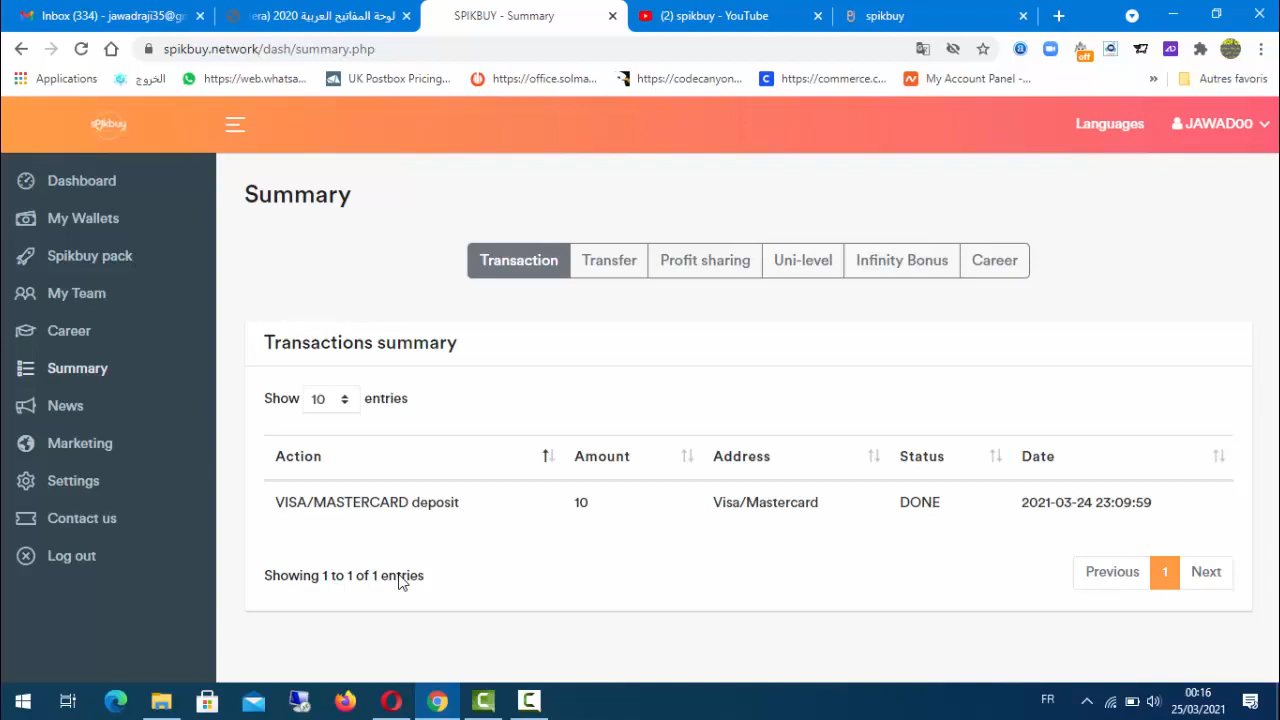 Inbox (334) - jawadraji35@g
لوحة المفاتيح العربية 2020 (era
SPIKBUY - Summary
(2) spikbuy - YouTube
spikbuy
spikbuy.network/dash/summary.php
Applications
الخروج
https://web.whatsa...
UK Postbox Pricing...
https://office.solma...
https://codecanyon...
https://commerce.c...
My Account Panel -...
»
Autres favoris
off
spikbuy
Languages
JAWAD00
Dashboard
My Wallets
Spikbuy pack
My Team
Career
Summary
News
Marketing
Settings
Contact us
Log out
Summary
Transaction Transfer Profit sharing Uni-level Infinity Bonus Career
Transactions summary
Show 10 entries
Action Amount Address Status Date
VISA/MASTERCARD deposit 10 Visa/Mastercard DONE 2021-03-24 23:09:59
Showing 1 to 1 of 1 entries
Previous 1 Next
FR
00:16
25/03/2021